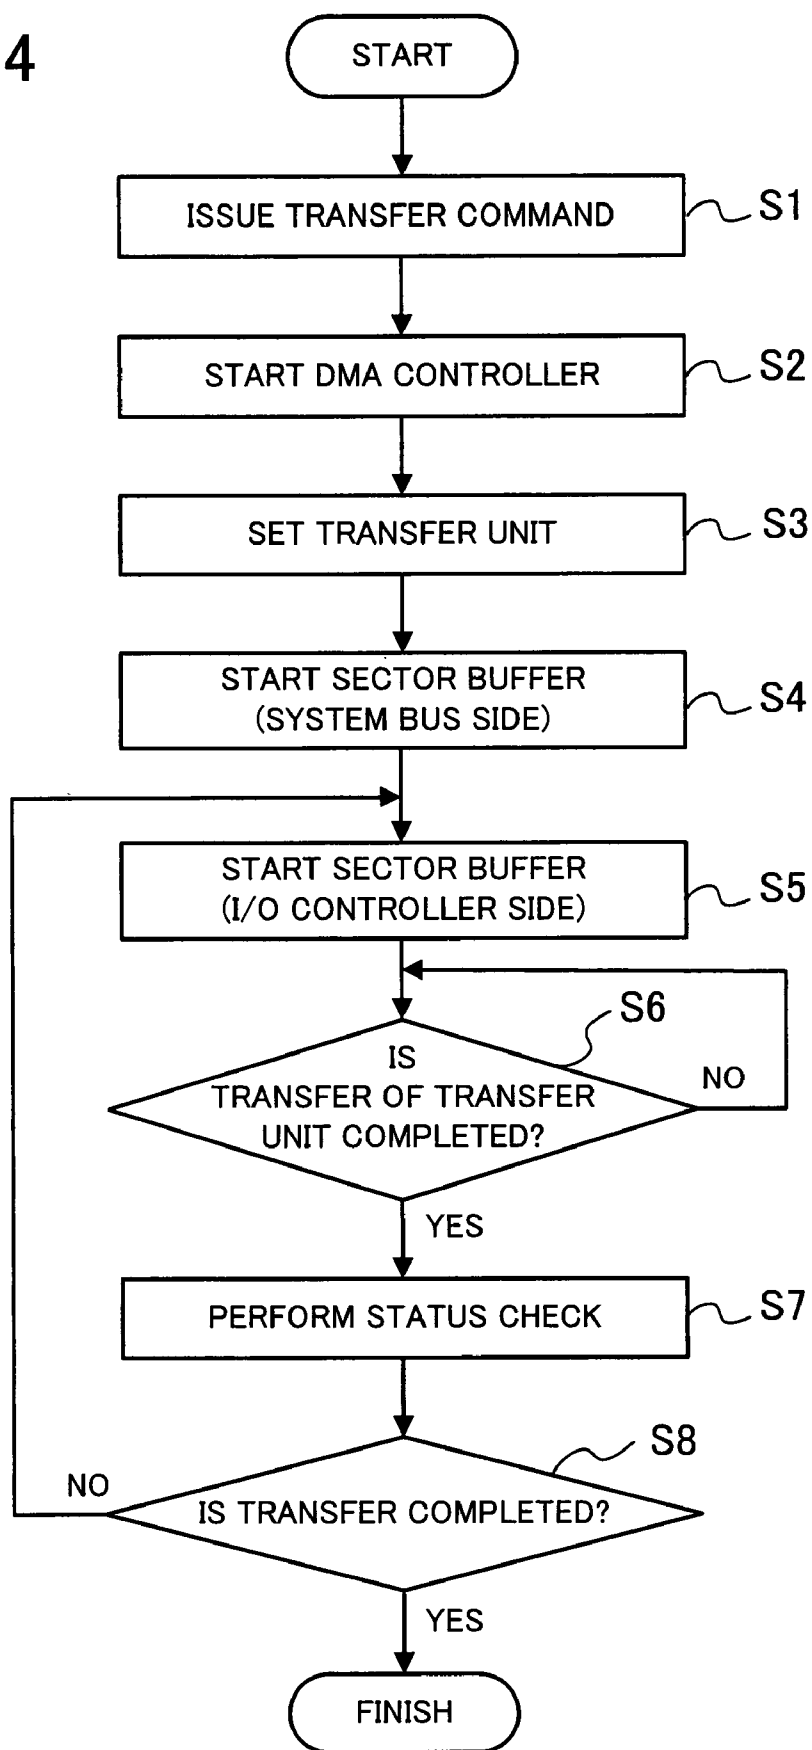 4
START
ISSUE TRANSFER COMMAND
S1
START DMA CONTROLLER
S2
SET TRANSFER UNIT
S3
START SECTOR BUFFER
(SYSTEM BUS SIDE)
S4
START SECTOR BUFFER
(I/O CONTROLLER SIDE)
S5
S6
IS
TRANSFER OF TRANSFER
UNIT COMPLETED?
NO
YES
PERFORM STATUS CHECK
S7
S8
NO
IS TRANSFER COMPLETED?
YES
FINISH